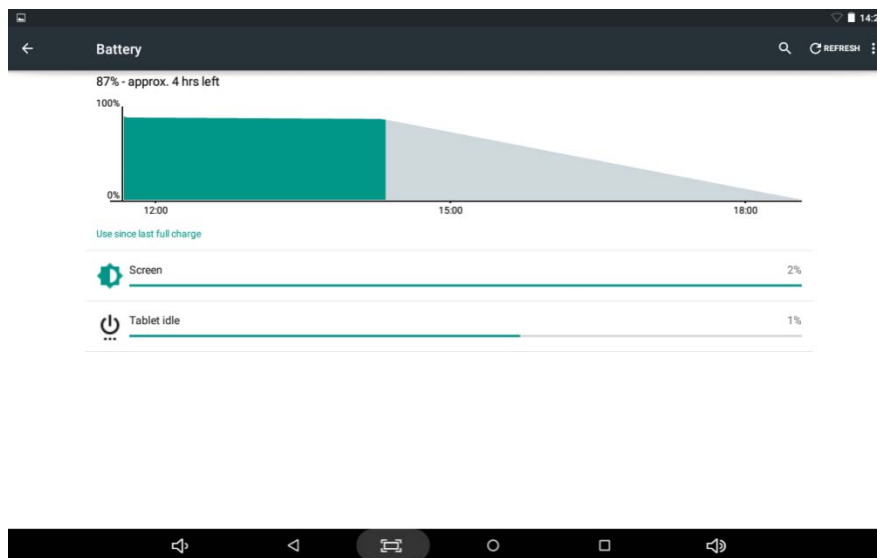 14:2
Battery
REFRESH
87% - approx. 4 hrs left
100%
0%
12:00 15:00 18:00
Use since last full charge
Screen 2%
Tablet idle 1%